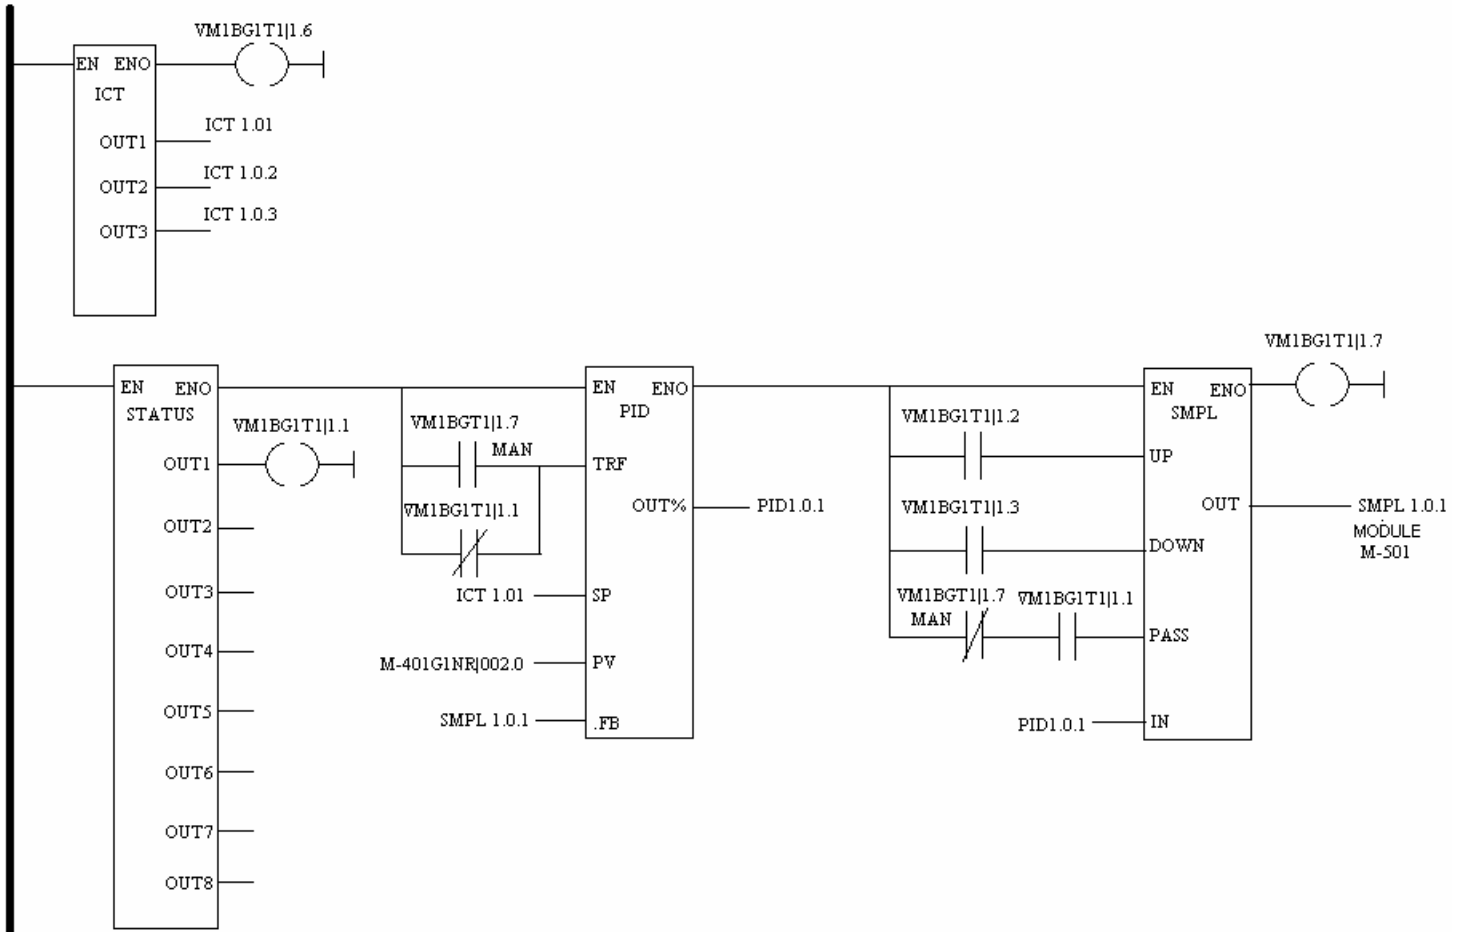 VM1BG1T1|1.6
EN ENO
ICT
ICT 1.01
OUT1
ICT 1.0.2
OUT2
ICT 1.0.3
OUT3
VM1BG1T1|1.7
EN ENO
STATUS
EN ENO
PID
EN ENO
SMPL
VM1BG1T1|1.1
OUT1
VM1BGT1|1.7
MAN
TRF
VM1BG1T1|1.2
UP
OUT2
VM1BG1T1|1.1
OUT% PID1.0.1
VM1BG1T1|1.3
DOWN
OUT SMPL 1.0.1
MODULE
M-501
OUT3
ICT 1.01 SP
VM1BGT1|1.7
MAN
VM1BG1T1|1.1
PASS
OUT4
M-401G1NR|002.0 PV
OUT5
SMPL 1.0.1 .FB
PID1.0.1 IN
OUT6
OUT7
OUT8